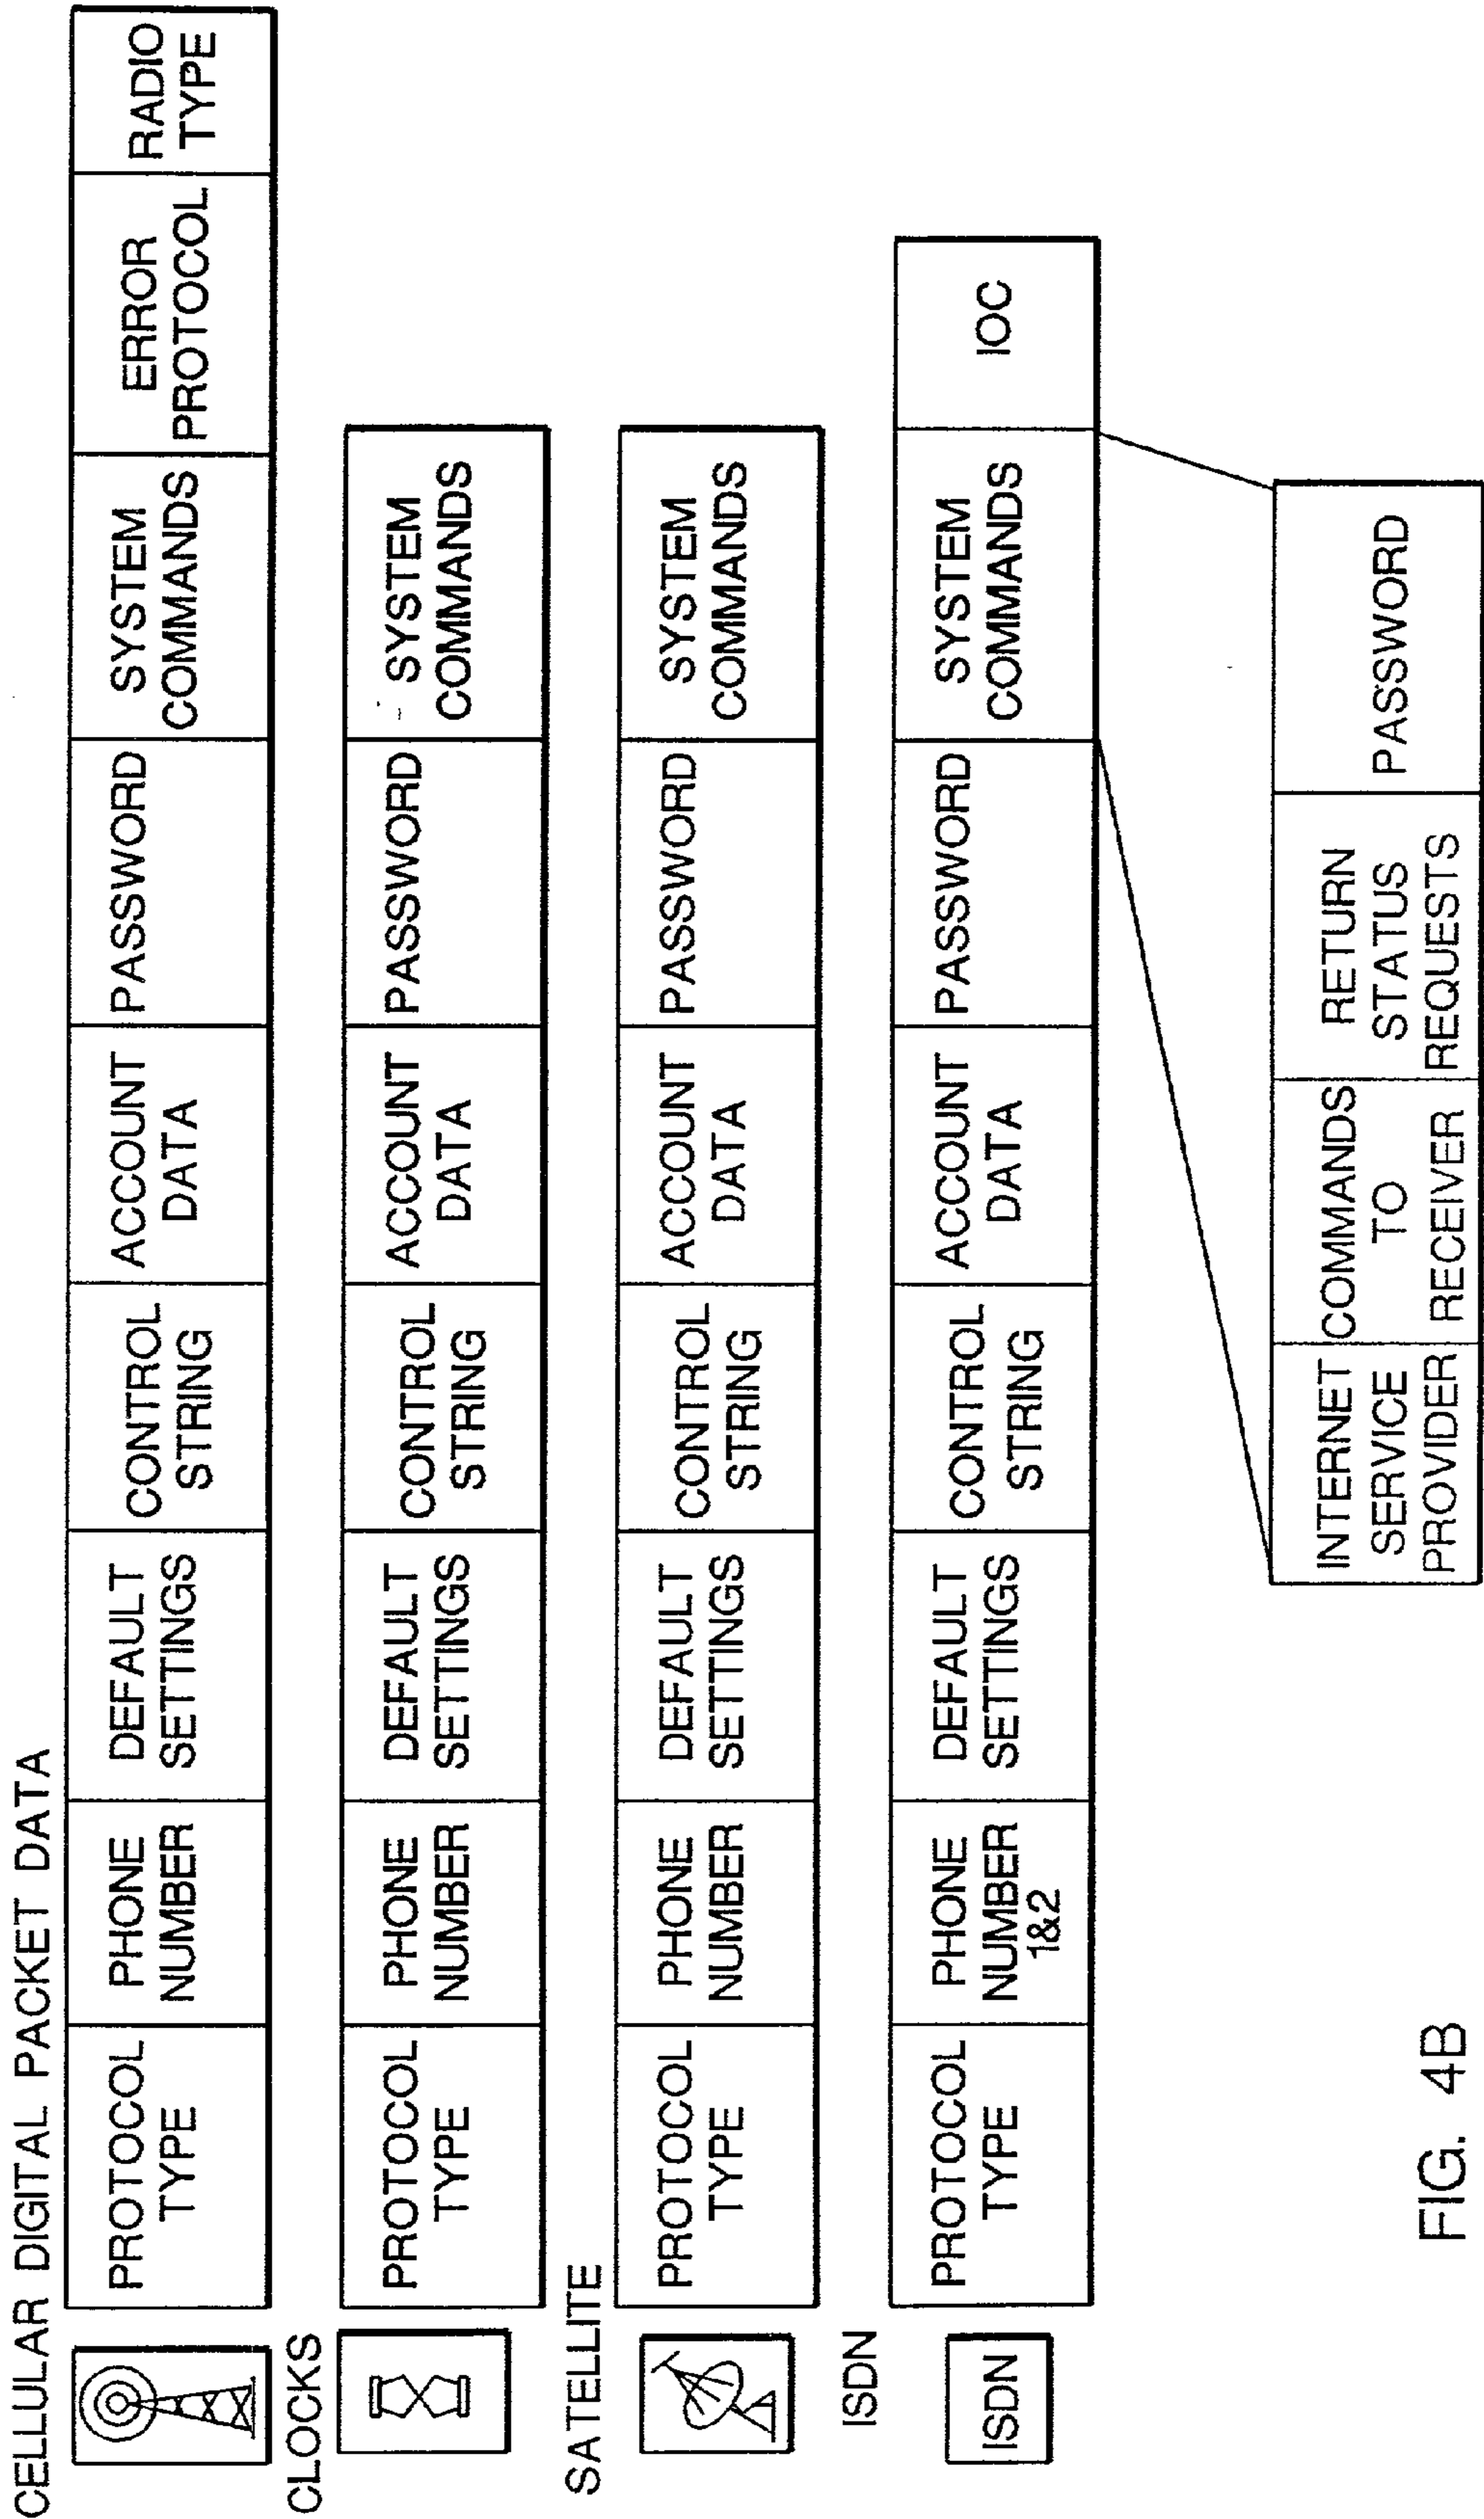 CELLULAR DIGITAL PACKET DATA
PROTOCOL
TYPE
PHONE
NUMBER
DEFAULT
SETTINGS
CONTROL
STRING
ACCOUNT
DATA
PASSWORD
SYSTEM
COMMANDS
ERROR
PROTOCOL
RADIO
TYPE
CLOCKS
PROTOCOL
TYPE
PHONE
NUMBER
DEFAULT
SETTINGS
CONTROL
STRING
ACCOUNT
DATA
PASSWORD
SYSTEM
COMMANDS
SATELLITE
PROTOCOL
TYPE
PHONE
NUMBER
DEFAULT
SETTINGS
CONTROL
STRING
ACCOUNT
DATA
PASSWORD
SYSTEM
COMMANDS
ISDN
ISDN
PROTOCOL
TYPE
PHONE
NUMBER
1&2
DEFAULT
SETTINGS
CONTROL
STRING
ACCOUNT
DATA
PASSWORD
SYSTEM
COMMANDS
IOC
INTERNET
SERVICE
PROVIDER
COMMANDS
TO
RECEIVER
RETURN
STATUS
REQUESTS
PASSWORD
FIG. 4B